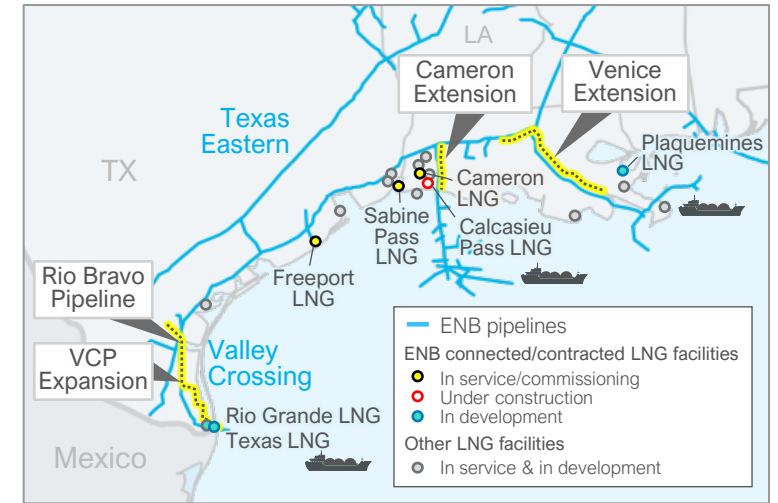 LA
Cameron
Extension
Venice
Extension
Texas
Eastern
Plaquemines
LNG
TX
Cameron
LNG
Sabine
Pass
LNG
Calcasieu
Pass LNG
Freeport
LNG
Rio Bravo
Pipeline
VCP
Expansion
Valley
Crossing
Rio Grande LNG
Texas LNG
Mexico
ENB pipelines
ENB connected/contracted LNG facilities
In service/commissioning
Under construction
In development
Other LNG facilities
In service & in development